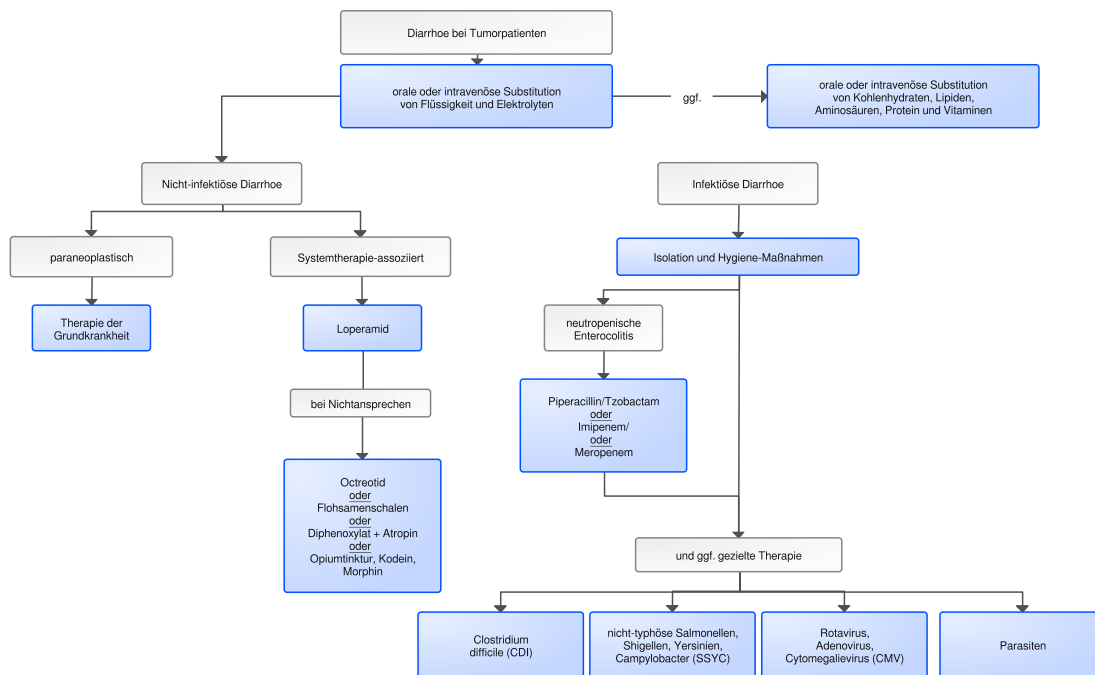 Diarrhoe bei Tumorpatienten
orale oder intravenöse Substitution
von Flüssigkeit und Elektrolyten
ggf.
orale oder intravenöse Substitution
von Kohlenhydraten, Lipiden,
Aminosäuren, Protein und Vitaminen
Nicht-infektiöse Diarrhoe
Infektiöse Diarrhoe
paraneoplastisch
Systemtherapie-assoziiert
Isolation und Hygiene-Maßnahmen
Therapie der
Grundkrankheit
Loperamid
neutropenische
Enterocolitis
bei Nichtansprechen
Piperacillin/Tzobactam
oder
Imipenem/
oder
Meropenem
Octreotid
oder
Flohsamenschalen
oder
Diphenoxylat + Atropin
oder
Opiumtinktur, Kodein,
Morphin
und ggf. gezielte Therapie
Clostridium
difficile (CDI)
nicht-typhöse Salmonellen,
Shigellen, Yersinien,
Campylobacter (SSYC)
Rotavirus,
Adenovirus,
Cytomegalievirus (CMV)
Parasiten